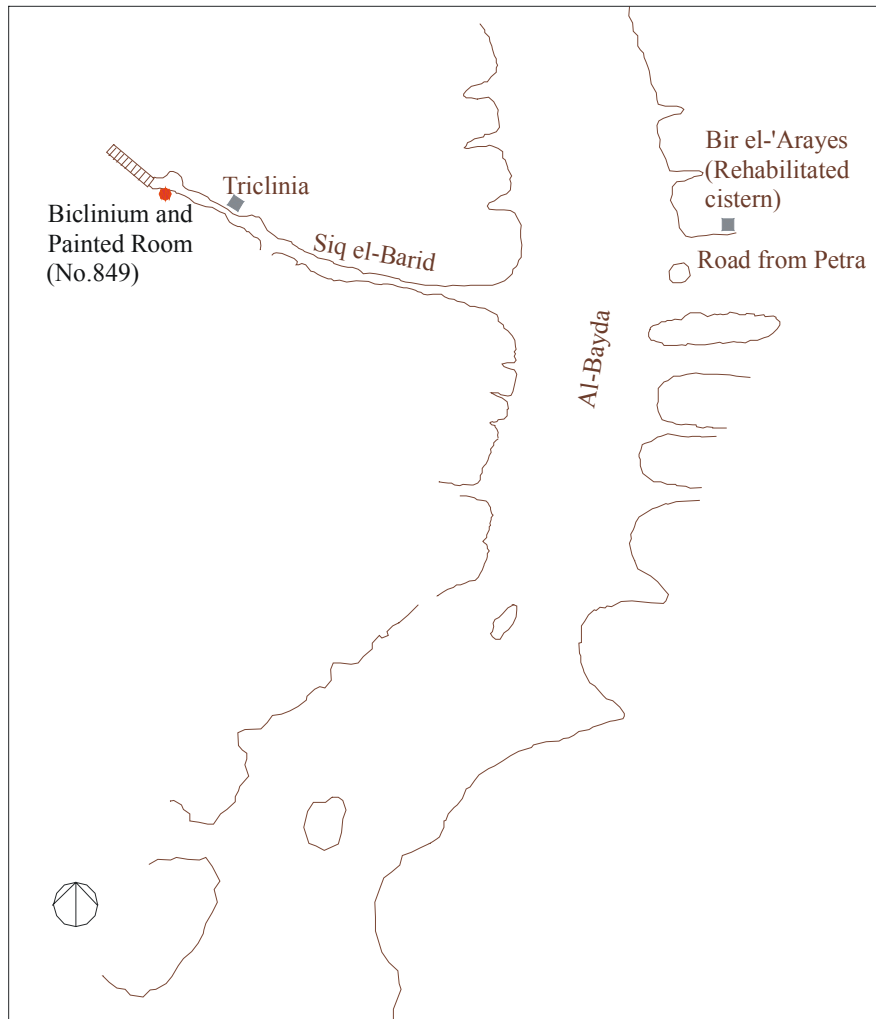 Bir el-'Arayes
(Rehabilitated
cistern)
Triclinia
Biclinium and
Painted Room
(No.849)
Siq el-Barid
Road from Petra
Al-Bayda